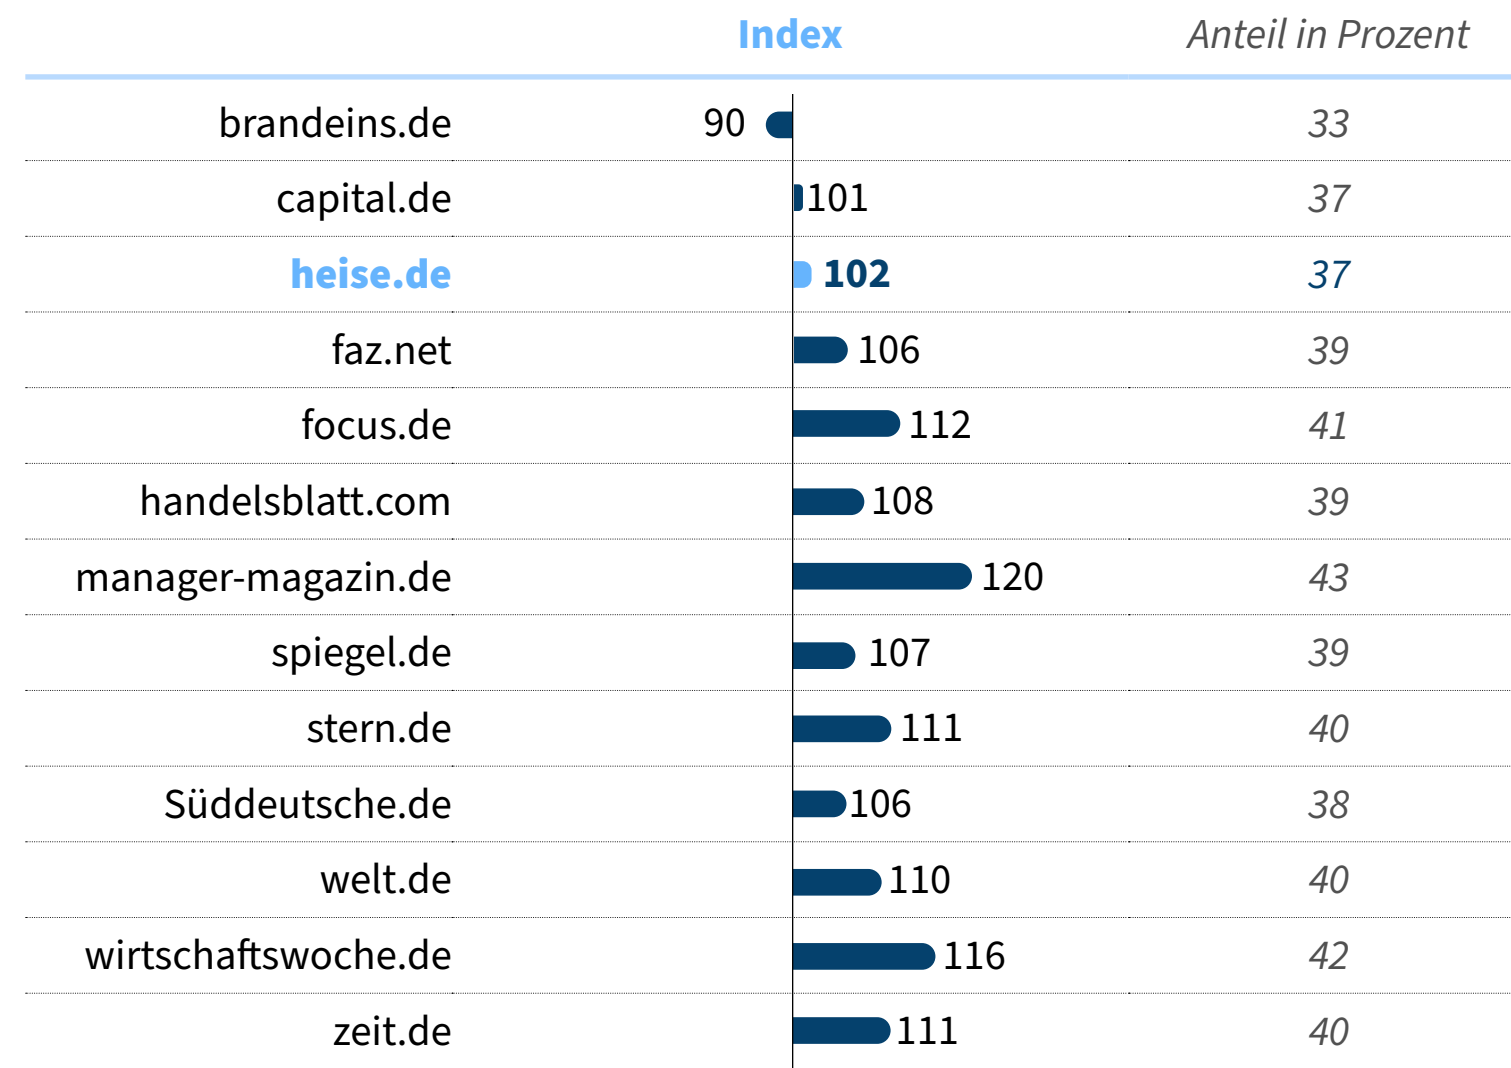 Index Anteil in Prozent
brandeins.de 90 33
capital.de 101 37
heise.de 102 37
faz.net 106 39
focus.de 112 41
handelsblatt.com 108 39
manager-magazin.de 120 43
spiegel.de 107 39
stern.de 111 40
Süddeutsche.de 106 38
welt.de 110 40
wirtschaftswoche.de 116 42
zeit.de 111 40